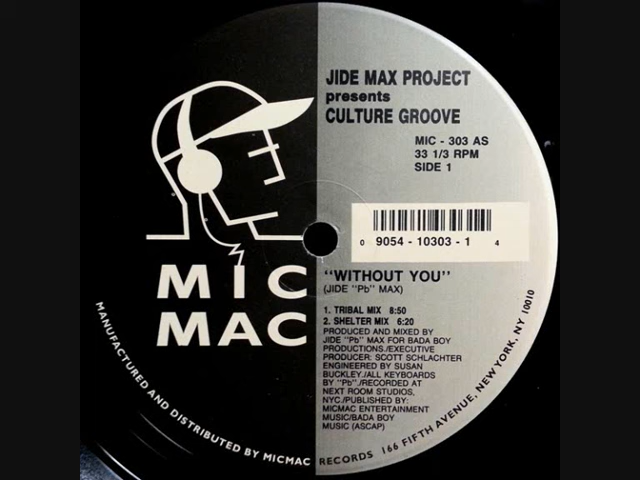 JIDE MAX PROJECT
presents
CULTURE GROOVE
MIC - 303 AS
33 1/3 RPM
SIDE 1
0 9054 - 10303 - 1 4
MIC
MAC
"WITHOUT YOU"
(JIDE "Pb" MAX)
1. TRIBAL MIX 8:50
2. SHELTER MIX 6:20
PRODUCED AND MIXED BY
JIDE "Pb" MAX FOR BADA BOY
PRODUCTIONS./EXECUTIVE
PRODUCER: SCOTT SCHLACHTER
ENGINEERED BY SUSAN
BUCKLEY./ALL KEYBOARDS
BY "Pb"./RECORDED AT
NEXT ROOM STUDIOS,
NYC./PUBLISHED BY:
MICMAC ENTERTAINMENT
MUSIC/BADA BOY
MUSIC (ASCAP)
MANUFACTURED AND DISTRIBUTED BY MICMAC RECORDS 166 FIFTH AVENUE, NEW YORK, NY 10010